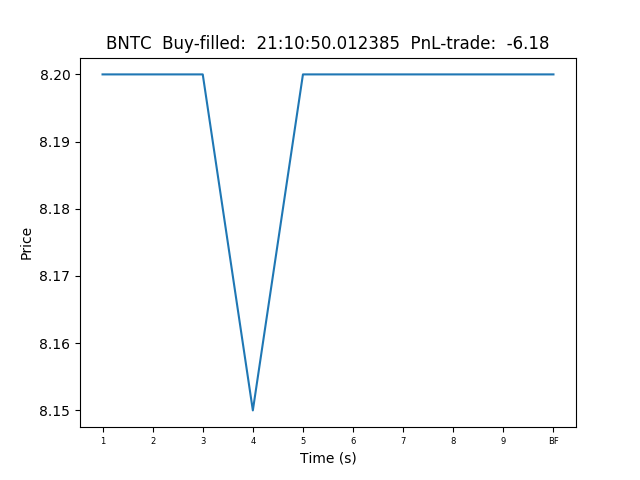 BNTC  Buy-filled:  21:10:50.012385  PnL-trade:  -6.18
8.20
8.19
8.18
8.17
8.16
8.15
Price
1 2 3 4 5 6 7 8 9 BF
Time (s)